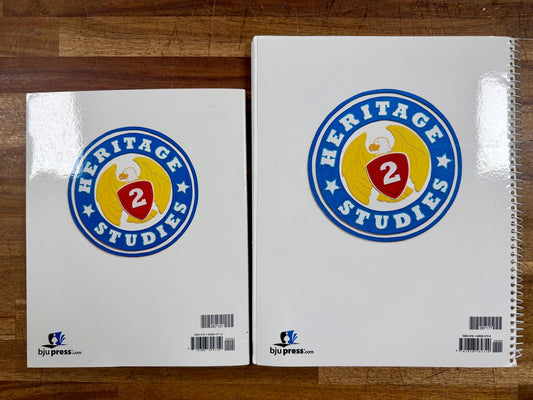 HERITAGE
2
STUDIES
bju press.com
HERITAGE
2
STUDIES
bju press.com